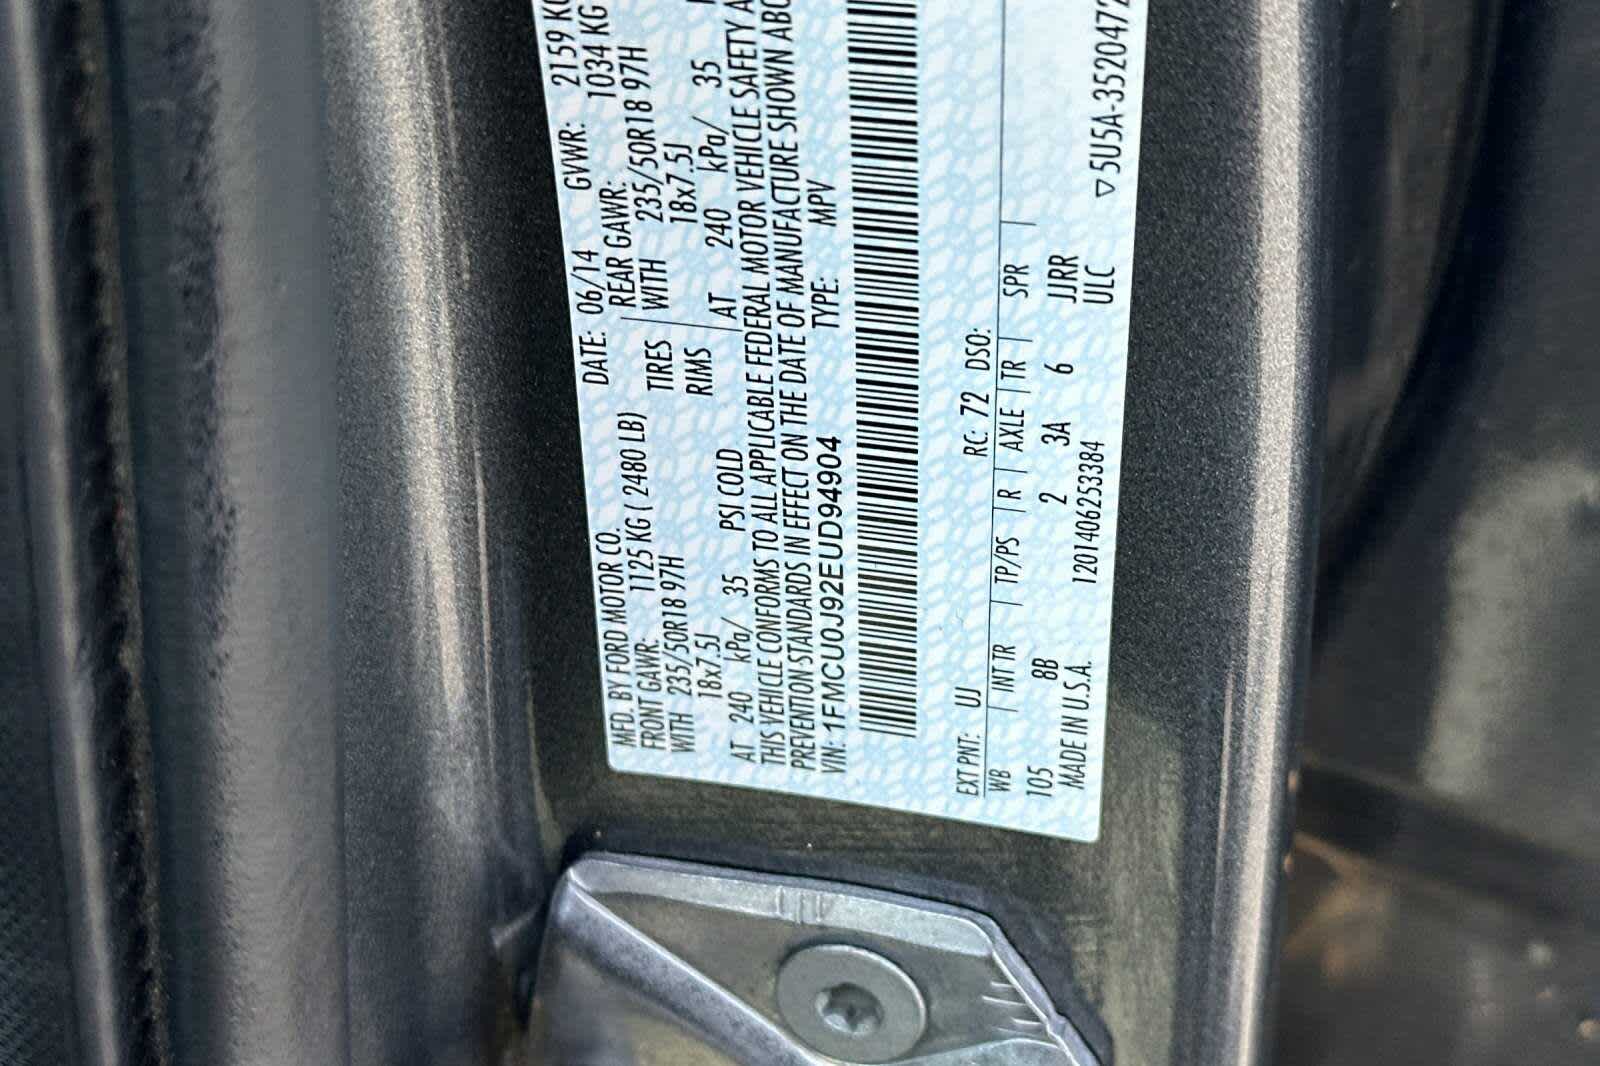 MFD. BY FORD MOTOR CO.
DATE: 06/14 GVWR: 2159 KG
FRONT GAWR: 1125 KG ( 2480 LB)
REAR GAWR: 1034 KG
WITH 235/50R18 97H TIRES WITH 235/50R18 97H
18x7.5J RIMS 18x7.5J
AT 240 kPa/ 35 PSI COLD AT 240 kPa/ 35
THIS VEHICLE CONFORMS TO ALL APPLICABLE FEDERAL MOTOR VEHICLE SAFETY A
PREVENTION STANDARDS IN EFFECT ON THE DATE OF MANUFACTURE SHOWN ABO
VIN: 1FMCU0J92EUD94904 TYPE: MPV
EXT PNT: UJ RC: 72 DSO:
WB | INT TR | TP/PS | R | AXLE | TR | SPR |
105 8B 2 3A 6 JJRR
MADE IN U.S.A. 120140625 3384 ULC
▽5U5A-3520472